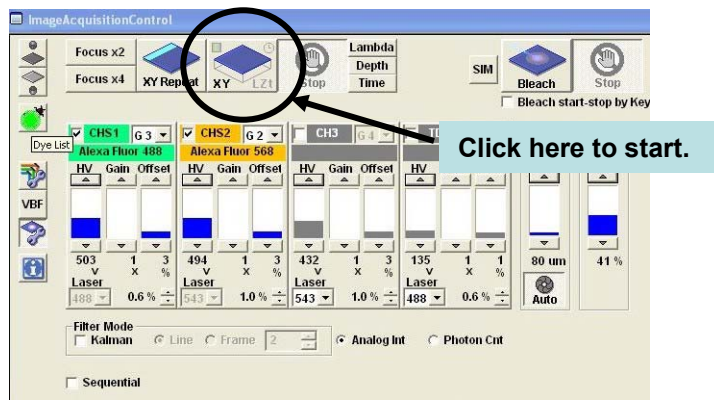 ImageAcquisitionControl
Focus x2
Focus x4
XY Repeat
XY
LZt
Stop
Lambda
Depth
Time
SIM
Bleach
Stop
Bleach start-stop by Key
Dye List
VBF
CHS1 G 3
Alexa Fluor 488
HV Gain Offset
503 1 3
V X %
Laser
488 0.6 %
CHS2 G 2
Alexa Fluor 568
HV Gain Offset
494 1 3
V X %
Laser
543 1.0 %
CH3 G 4
HV Gain Offset
432 1 3
V X %
Laser
543 1.0 %
HV
135 1 1
V X %
Laser
488 0.6 %
Click here to start.
80 um
Auto
41 %
Filter Mode
Kalman Line Frame 2
Analog Int Photon Cnt
Sequential